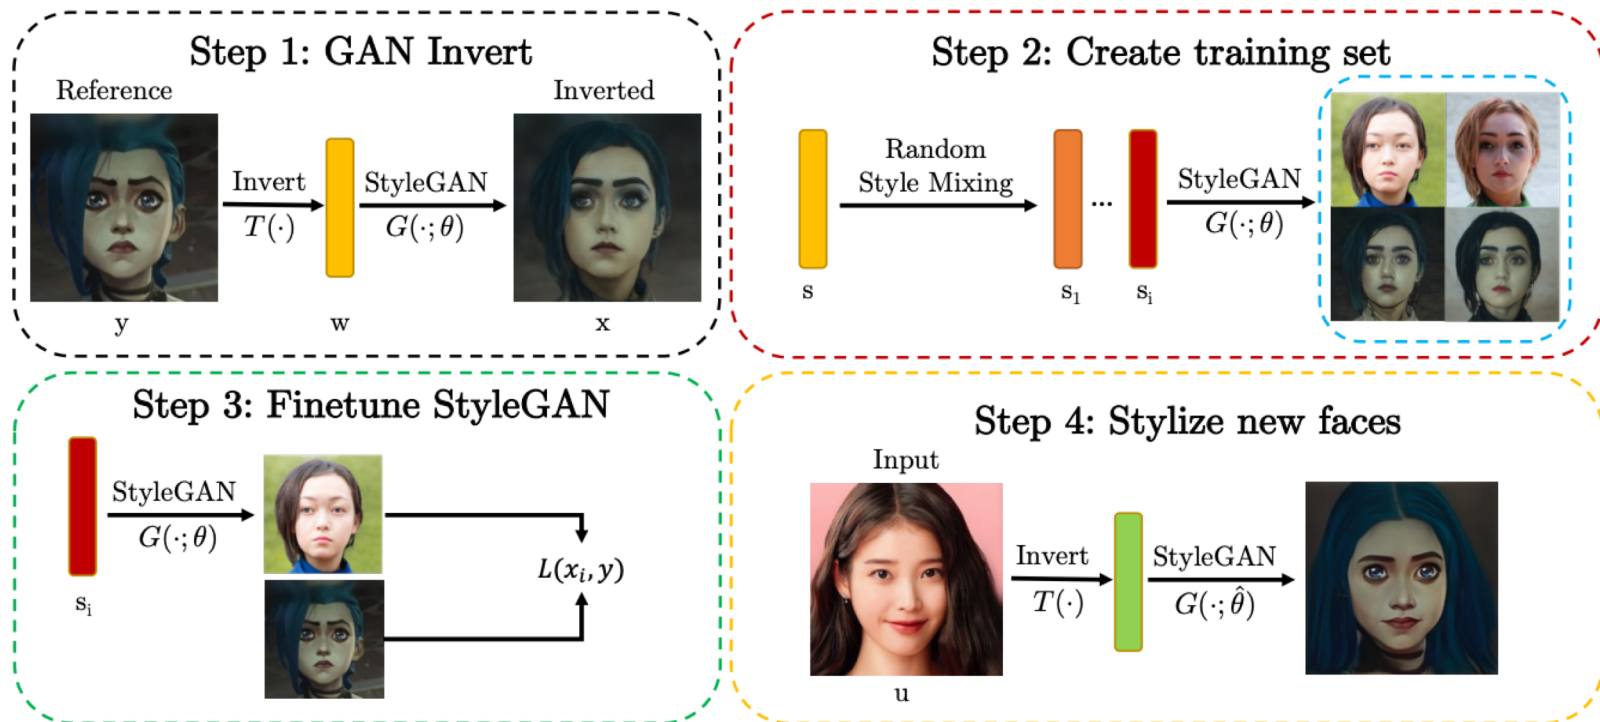 Step 1: GAN Invert
Reference
Inverted
Invert
T(·)
StyleGAN
G(·; θ)
y
w
x
Step 2: Create training set
Random
Style Mixing
StyleGAN
G(·; θ)
s
s₁
...
sᵢ
Step 3: Finetune StyleGAN
StyleGAN
G(·; θ)
L(xᵢ, y)
sᵢ
Step 4: Stylize new faces
Input
Invert
T(·)
StyleGAN
G(·; θ̂)
u